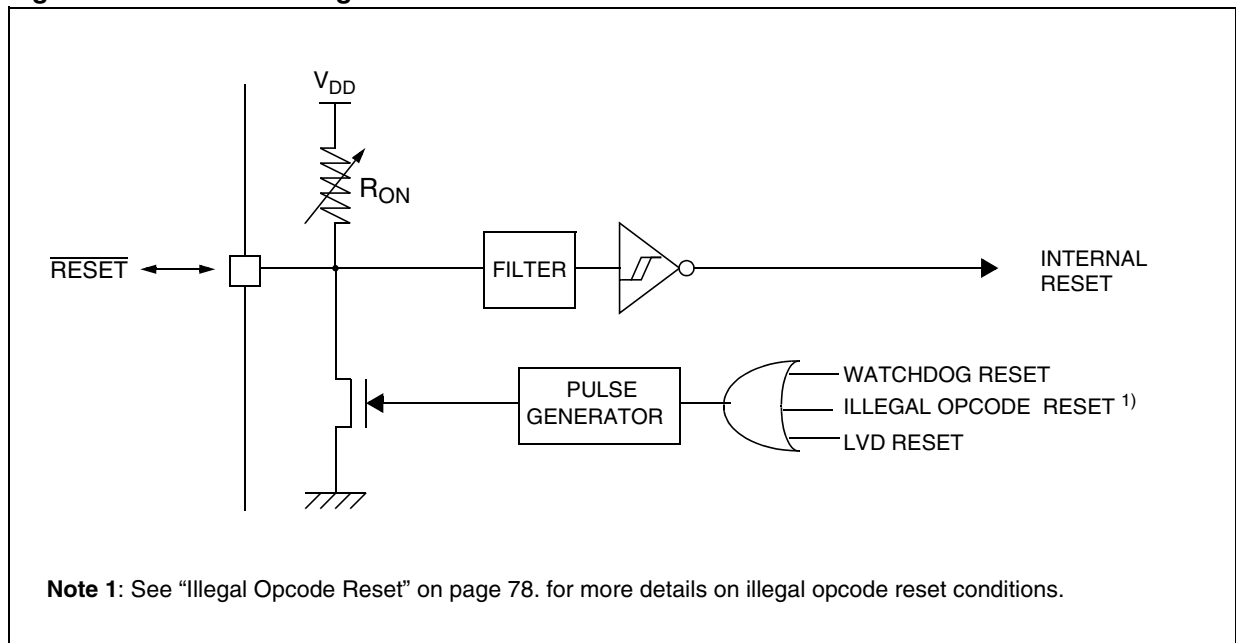 V_DD
R_ON
RESET
FILTER
INTERNAL
RESET
PULSE
GENERATOR
WATCHDOG RESET
ILLEGAL OPCODE RESET 1)
LVD RESET
Note 1: See “Illegal Opcode Reset” on page 78. for more details on illegal opcode reset conditions.